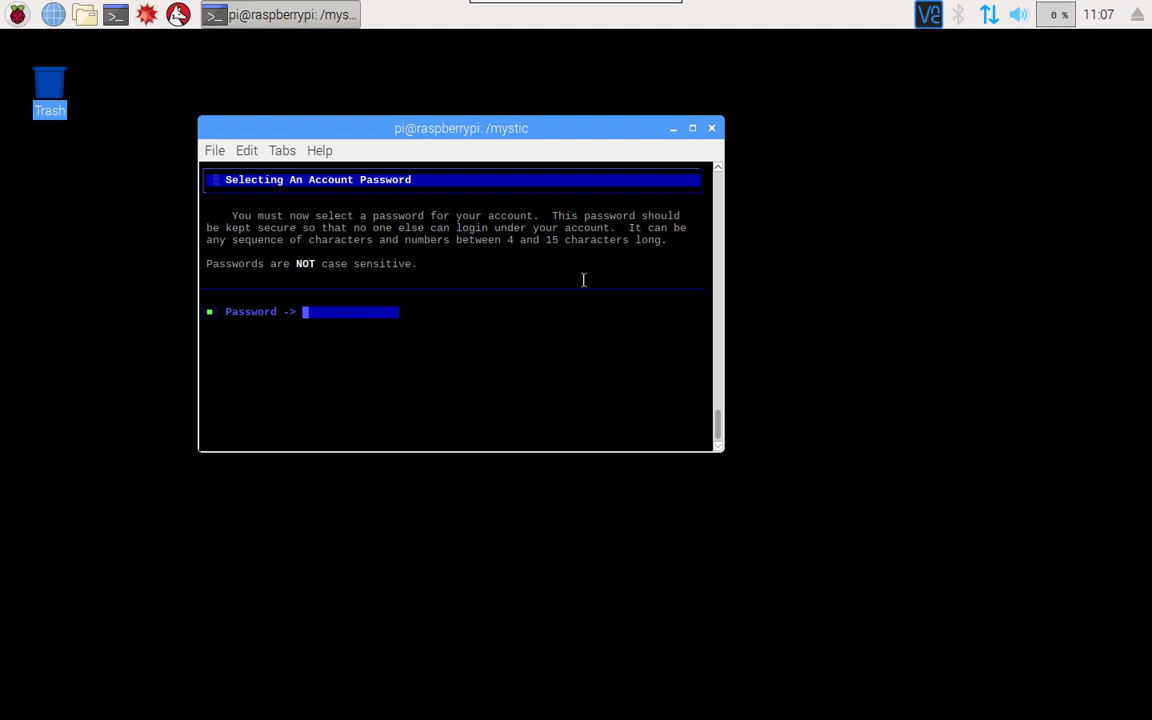 pi@raspberrypi: /mys...
0 %
11:07
Trash
pi@raspberrypi: /mystic
File Edit Tabs Help
Selecting An Account Password
You must now select a password for your account.  This password should
be kept secure so that no one else can login under your account.  It can be
any sequence of characters and numbers between 4 and 15 characters long.
Passwords are NOT case sensitive.
Password ->